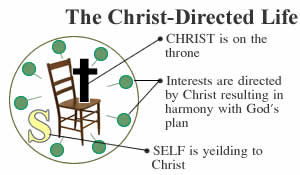 The Christ-Directed Life
CHRIST is on the
throne
Interests are directed
by Christ resulting in
harmony with God's
plan
S
SELF is yeilding to
Christ